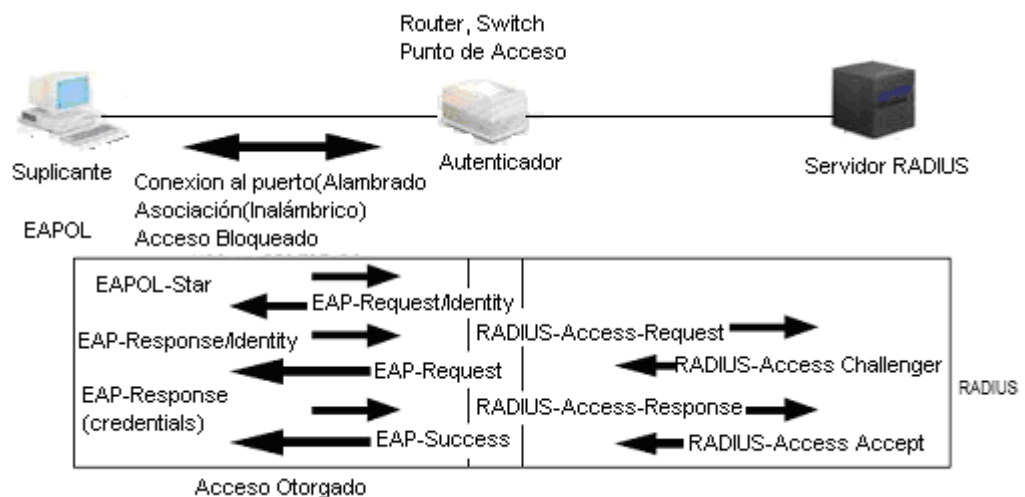 Router, Switch
Punto de Acceso
Suplicante
Autenticador
Servidor RADIUS
Conexion al puerto(Alambrado
Asociación(Inalámbrico)
Acceso Bloqueado
EAPOL
EAPOL-Star
EAP-Request/Identity
EAP-Response/Identity
RADIUS-Access-Request
EAP-Request
RADIUS-Access Challenger
EAP-Response
(credentials)
RADIUS-Access-Response
EAP-Success
RADIUS-Access Accept
RADIUS
Acceso Otorgado